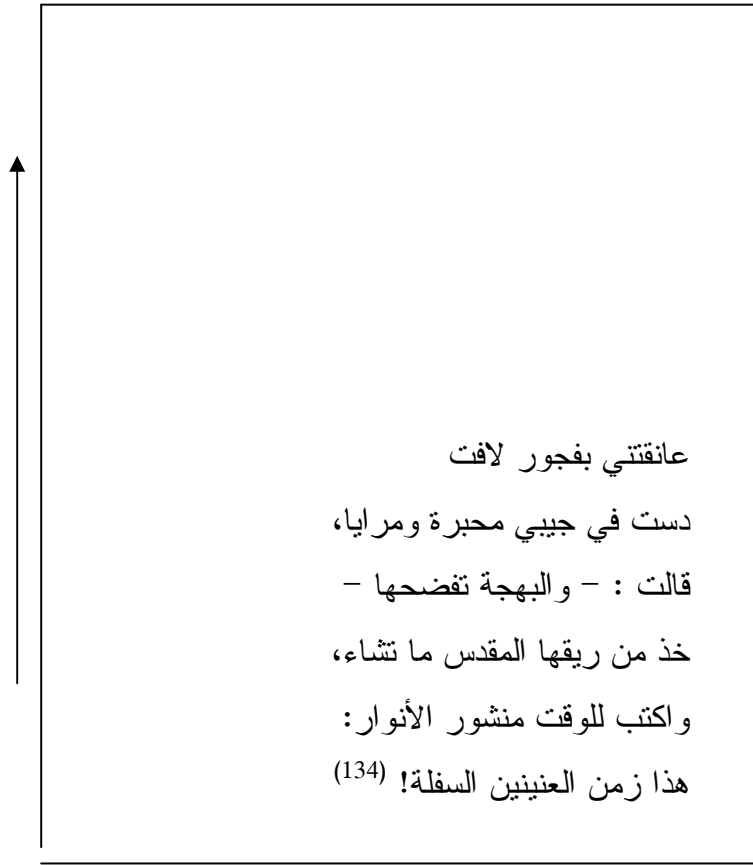 عانقتني بفجور لافت
دست في جيبي محبرة ومرايا،
قالت : – والبهجة تفضحها –
خذ من ريقها المقدس ما تشاء،
واكتب للوقت منشور الأنوار:
هذا زمن العنينين السفلة! (134)